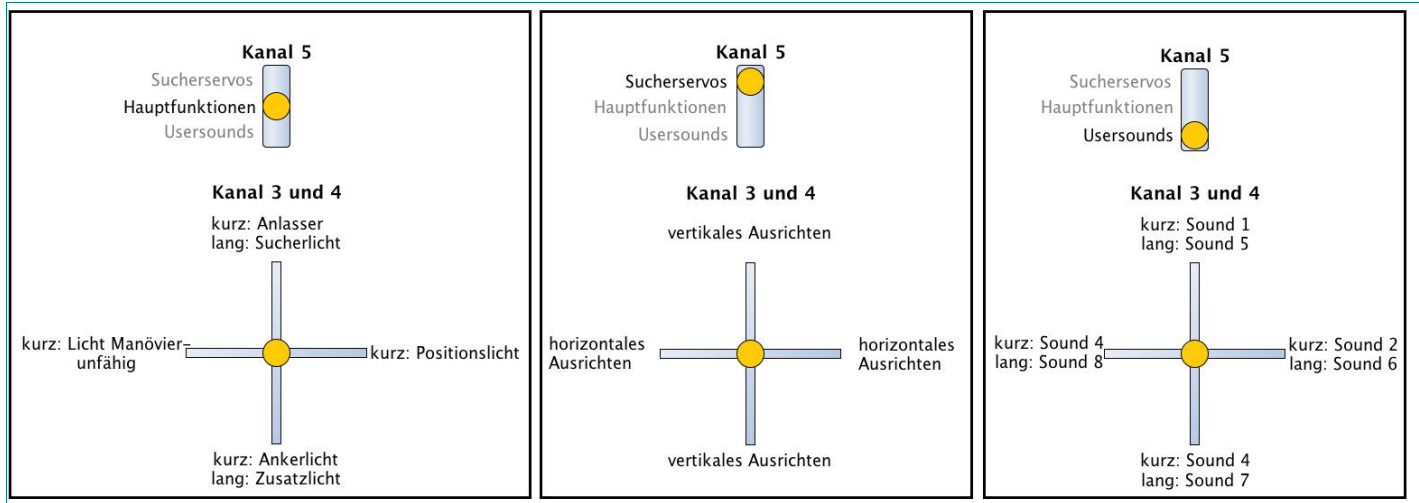 Kanal 5
Sucherservos
Hauptfunktionen
Usersounds
Kanal 3 und 4
kurz: Anlasser
lang: Sucherlicht
kurz: Licht Manövier-
unfähig
kurz: Positionslicht
kurz: Ankerlicht
lang: Zusatzlicht
Kanal 5
Sucherservos
Hauptfunktionen
Usersounds
Kanal 3 und 4
vertikales Ausrichten
horizontales
Ausrichten
horizontales
Ausrichten
vertikales Ausrichten
Kanal 5
Sucherservos
Hauptfunktionen
Usersounds
Kanal 3 und 4
kurz: Sound 1
lang: Sound 5
kurz: Sound 4
lang: Sound 8
kurz: Sound 2
lang: Sound 6
kurz: Sound 4
lang: Sound 7